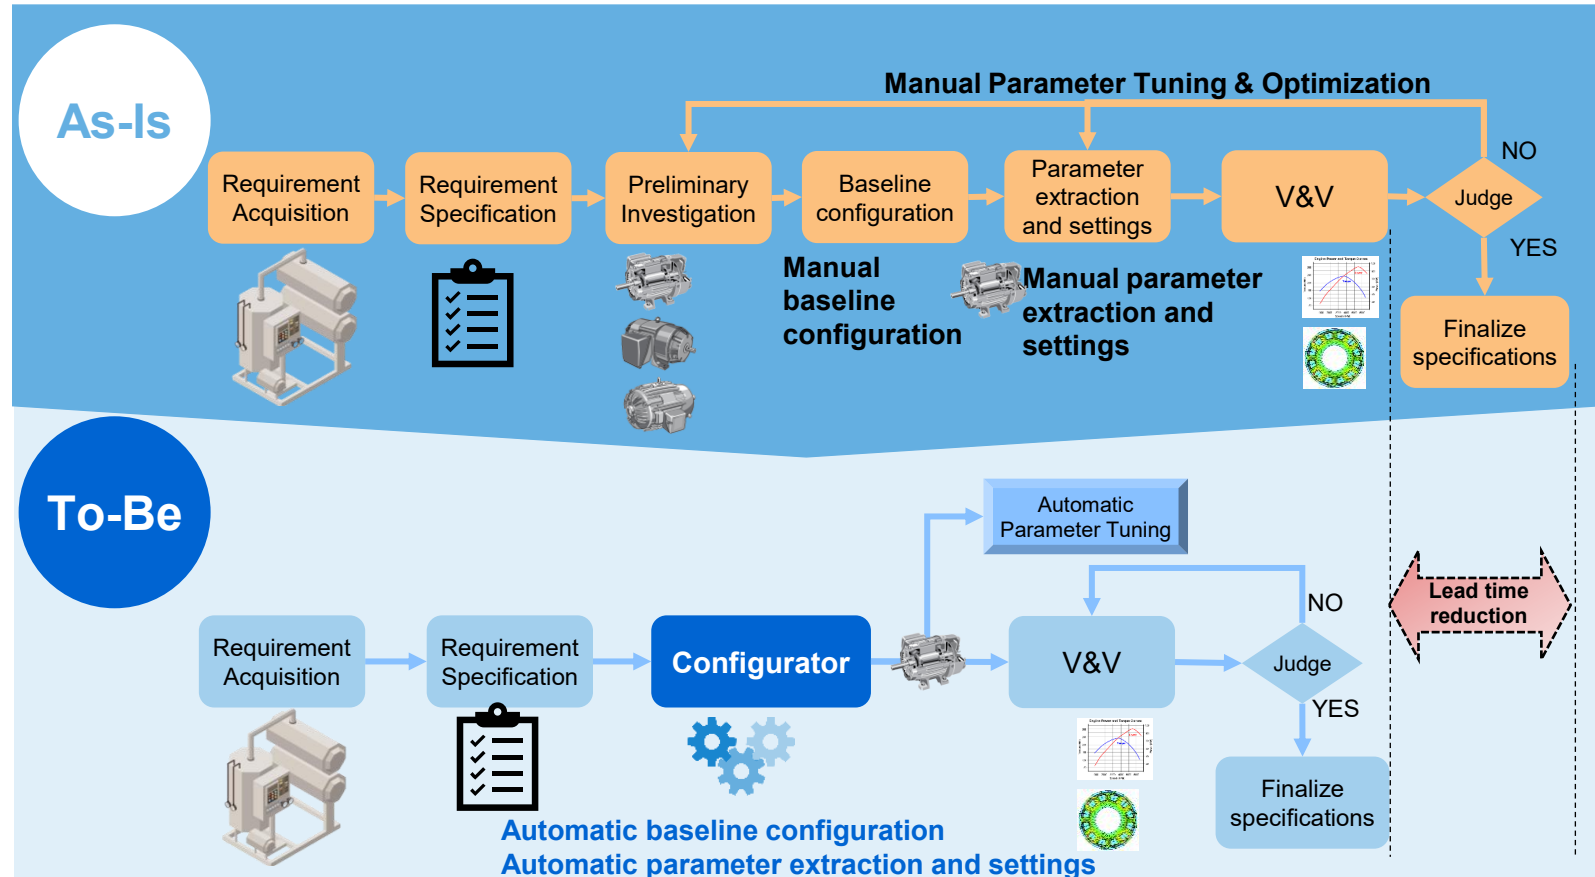 As-Is
Manual Parameter Tuning & Optimization
Requirement
Acquisition
Requirement
Specification
Preliminary
Investigation
Baseline
configuration
Parameter
extraction
and settings
V&V
Judge
NO
YES
Manual
baseline
configuration
Manual parameter
extraction and
settings
Finalize
specifications
To-Be
Automatic
Parameter Tuning
Lead time
reduction
Requirement
Acquisition
Requirement
Specification
Configurator
V&V
Judge
NO
YES
Finalize
specifications
Automatic baseline configuration
Automatic parameter extraction and settings